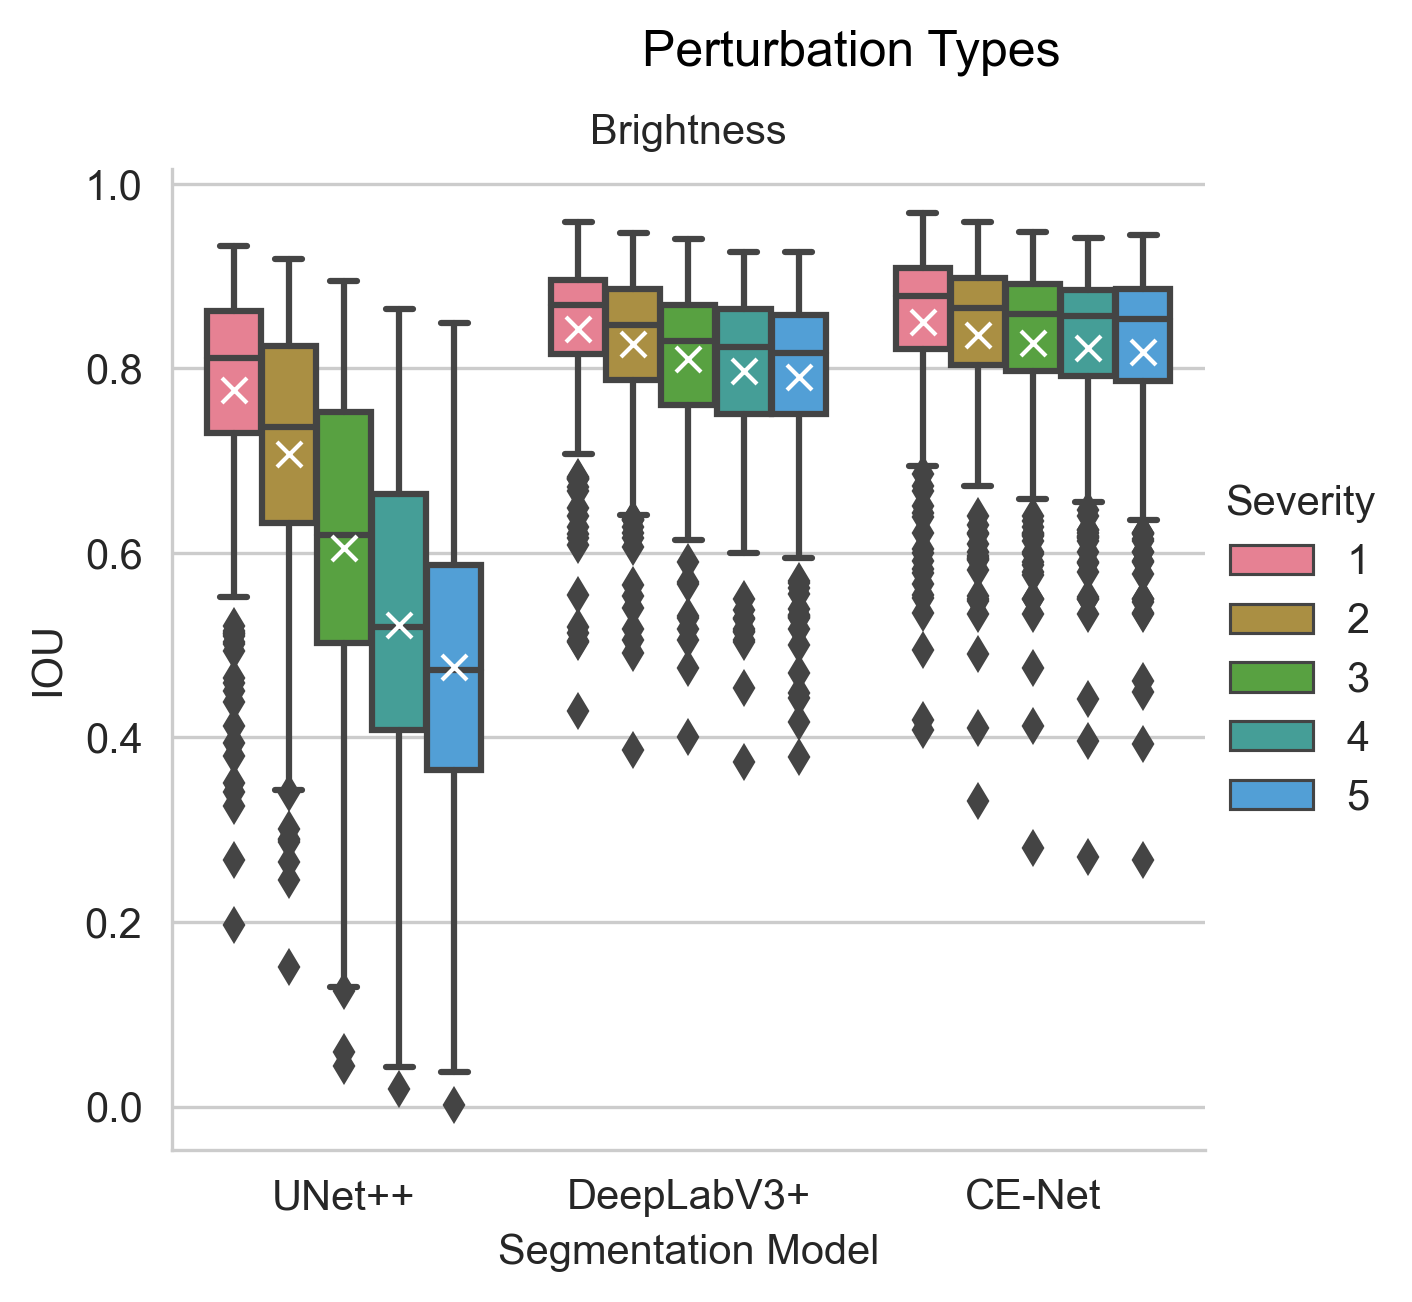 Perturbation Types
Brightness
1.0
0.8
0.6
0.4
0.2
0.0
IOU
UNet++ DeepLabV3+ CE-Net
Segmentation Model
Severity
1
2
3
4
5